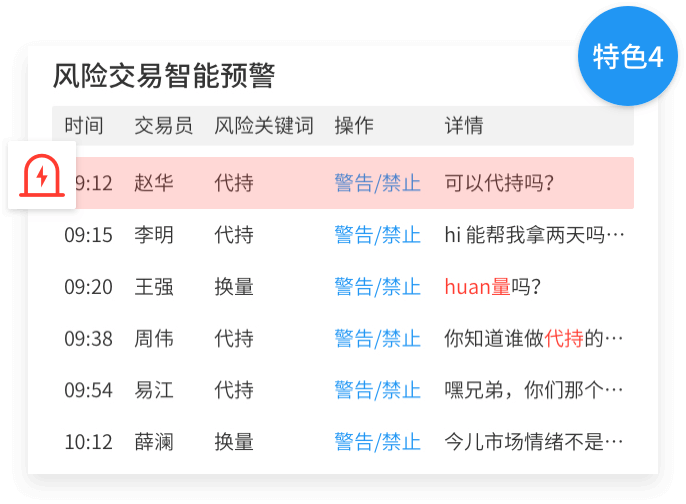 特色4
风险交易智能预警
时间 交易员 风险关键词 操作 详情
9:12 赵华 代持 警告/禁止 可以代持吗？
09:15 李明 代持 警告/禁止 hi 能帮我拿两天吗…
09:20 王强 换量 警告/禁止 huan量吗？
09:38 周伟 代持 警告/禁止 你知道谁做代持的…
09:54 易江 代持 警告/禁止 嘿兄弟，你们那个…
10:12 薛澜 换量 警告/禁止 今儿市场情绪不是…